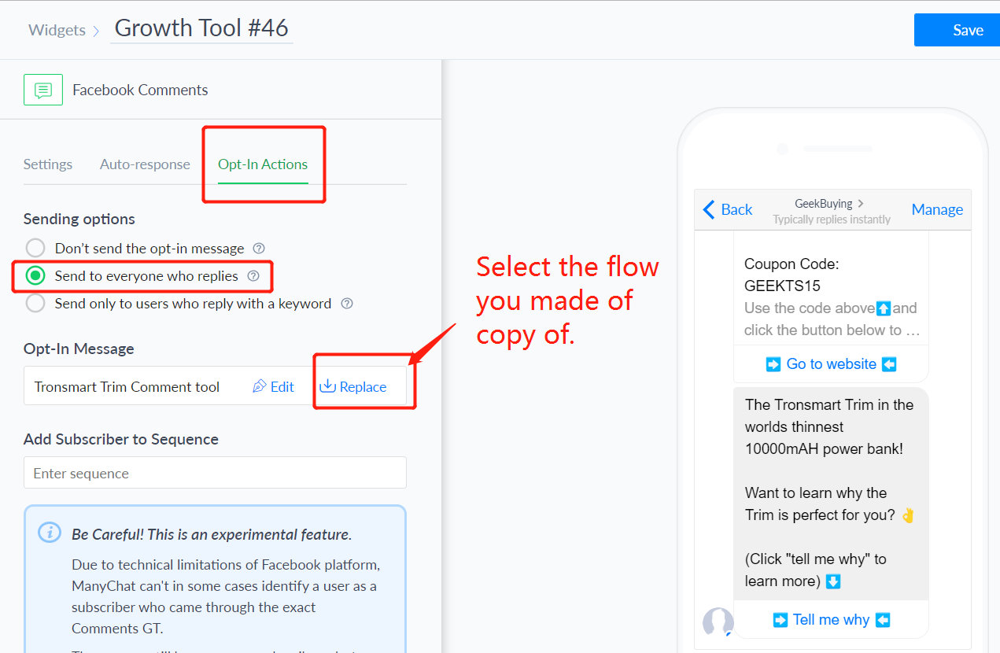 Widgets > Growth Tool #46
Save
Facebook Comments
Settings Auto-response Opt-In Actions
Sending options
Don't send the opt-in message
Send to everyone who replies
Send only to users who reply with a keyword
Opt-In Message
Tronsmart Trim Comment tool Edit Replace
Add Subscriber to Sequence
Enter sequence
Be Careful! This is an experimental feature.
Due to technical limitations of Facebook platform,
ManyChat can't in some cases identify a user as a
subscriber who came through the exact
Comments GT.
Select the flow
you made of
copy of.
Back GeekBuying > Manage
Typically replies instantly
Coupon Code:
GEEKTS15
Use the code above⬆️and
click the button below to …
➡️ Go to website ⬅️
The Tronsmart Trim in the
worlds thinnest
10000mAH power bank!
Want to learn why the
Trim is perfect for you? 👌
(Click "tell me why" to
learn more) ⬇️
➡️ Tell me why ⬅️